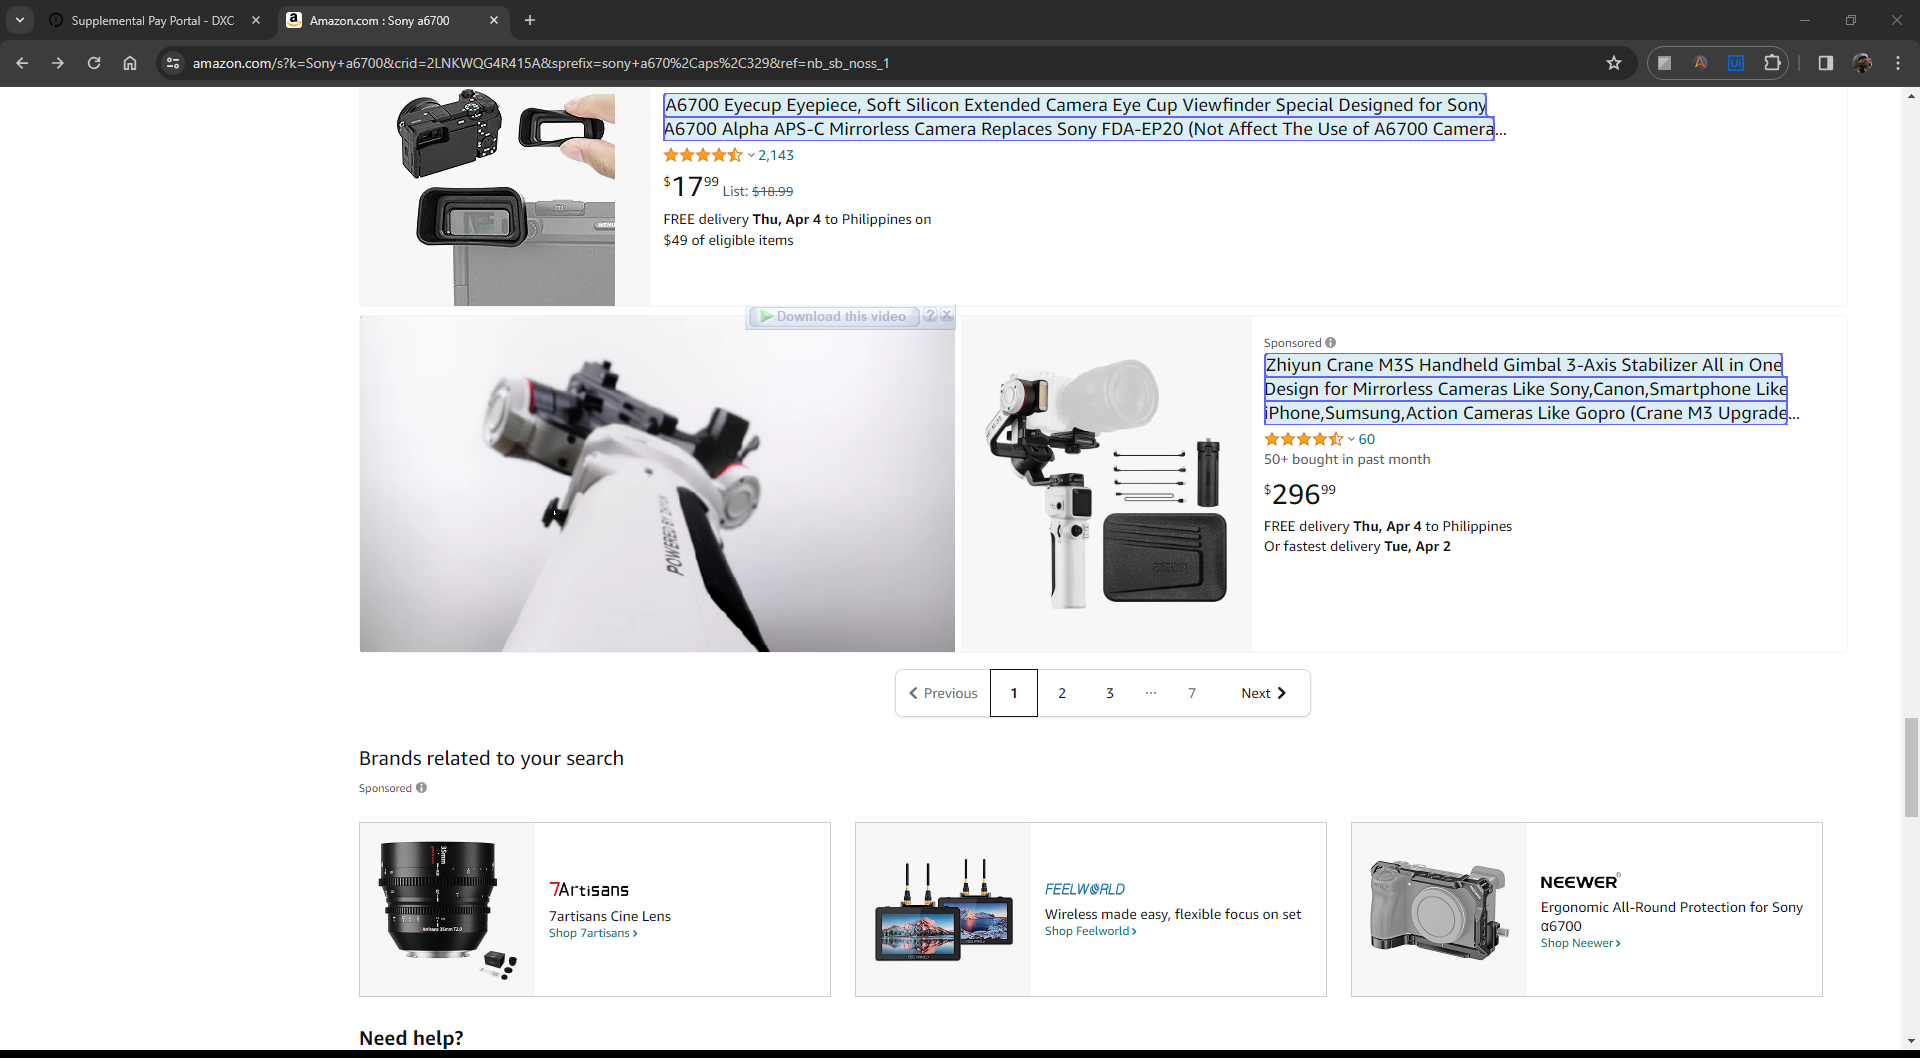 Supplemental Pay Portal - DXC
Amazon.com : Sony a6700
amazon.com/s?k=Sony+a6700&crid=2LNKWQG4R415A&sprefix=sony+a670%2Caps%2C329&ref=nb_sb_noss_1
A6700 Eyecup Eyepiece, Soft Silicon Extended Camera Eye Cup Viewfinder Special Designed for Sony
A6700 Alpha APS-C Mirrorless Camera Replaces Sony FDA-EP20 (Not Affect The Use of A6700 Camera...
2,143
$17.99 List: $18.99
FREE delivery Thu, Apr 4 to Philippines on
$49 of eligible items
MENU
Download this video ? X
POWERED BY ZHIYUN
Sponsored
Zhiyun Crane M3S Handheld Gimbal 3-Axis Stabilizer All in One
Design for Mirrorless Cameras Like Sony,Canon,Smartphone Like
iPhone,Sumsung,Action Cameras Like Gopro (Crane M3 Upgrade...
60
50+ bought in past month
$296.99
FREE delivery Thu, Apr 4 to Philippines
Or fastest delivery Tue, Apr 2
Previous 1 2 3 ... 7 Next
Brands related to your search
Sponsored
35mm
7Artisans
7artisans Cine Lens
Shop 7artisans
FEELWORLD
Wireless made easy, flexible focus on set
Shop Feelworld
NEEWER
Ergonomic All-Round Protection for Sony
α6700
Shop Neewer
Need help?